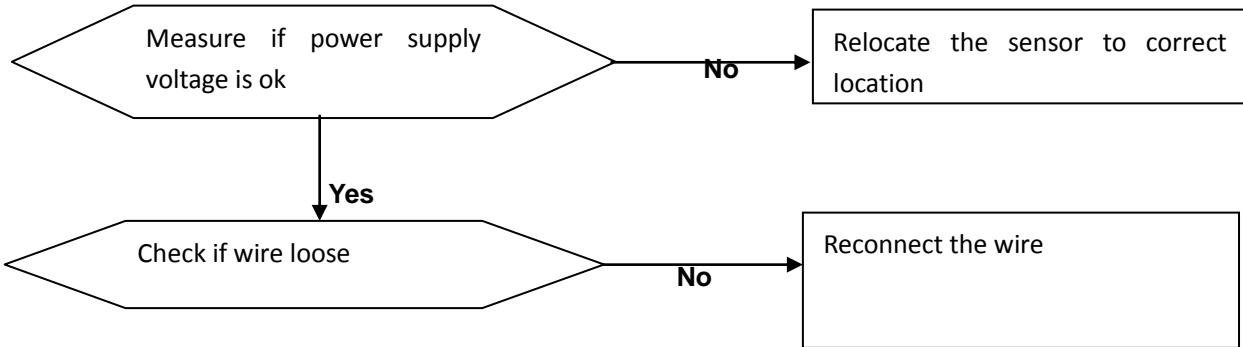 Measure if power supply
voltage is ok
No
Relocate the sensor to correct
location
Yes
Check if wire loose
No
Reconnect the wire